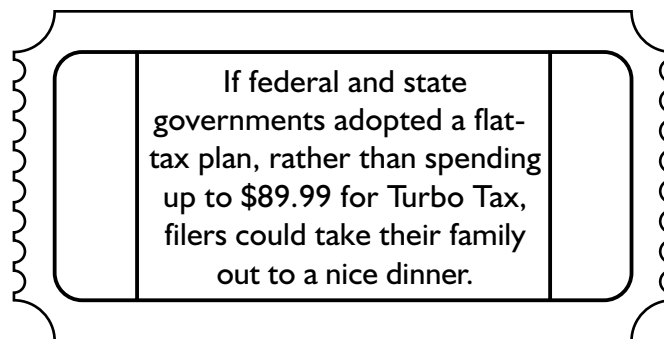 If federal and state
governments adopted a flat-
tax plan, rather than spending
up to $89.99 for Turbo Tax,
filers could take their family
out to a nice dinner.